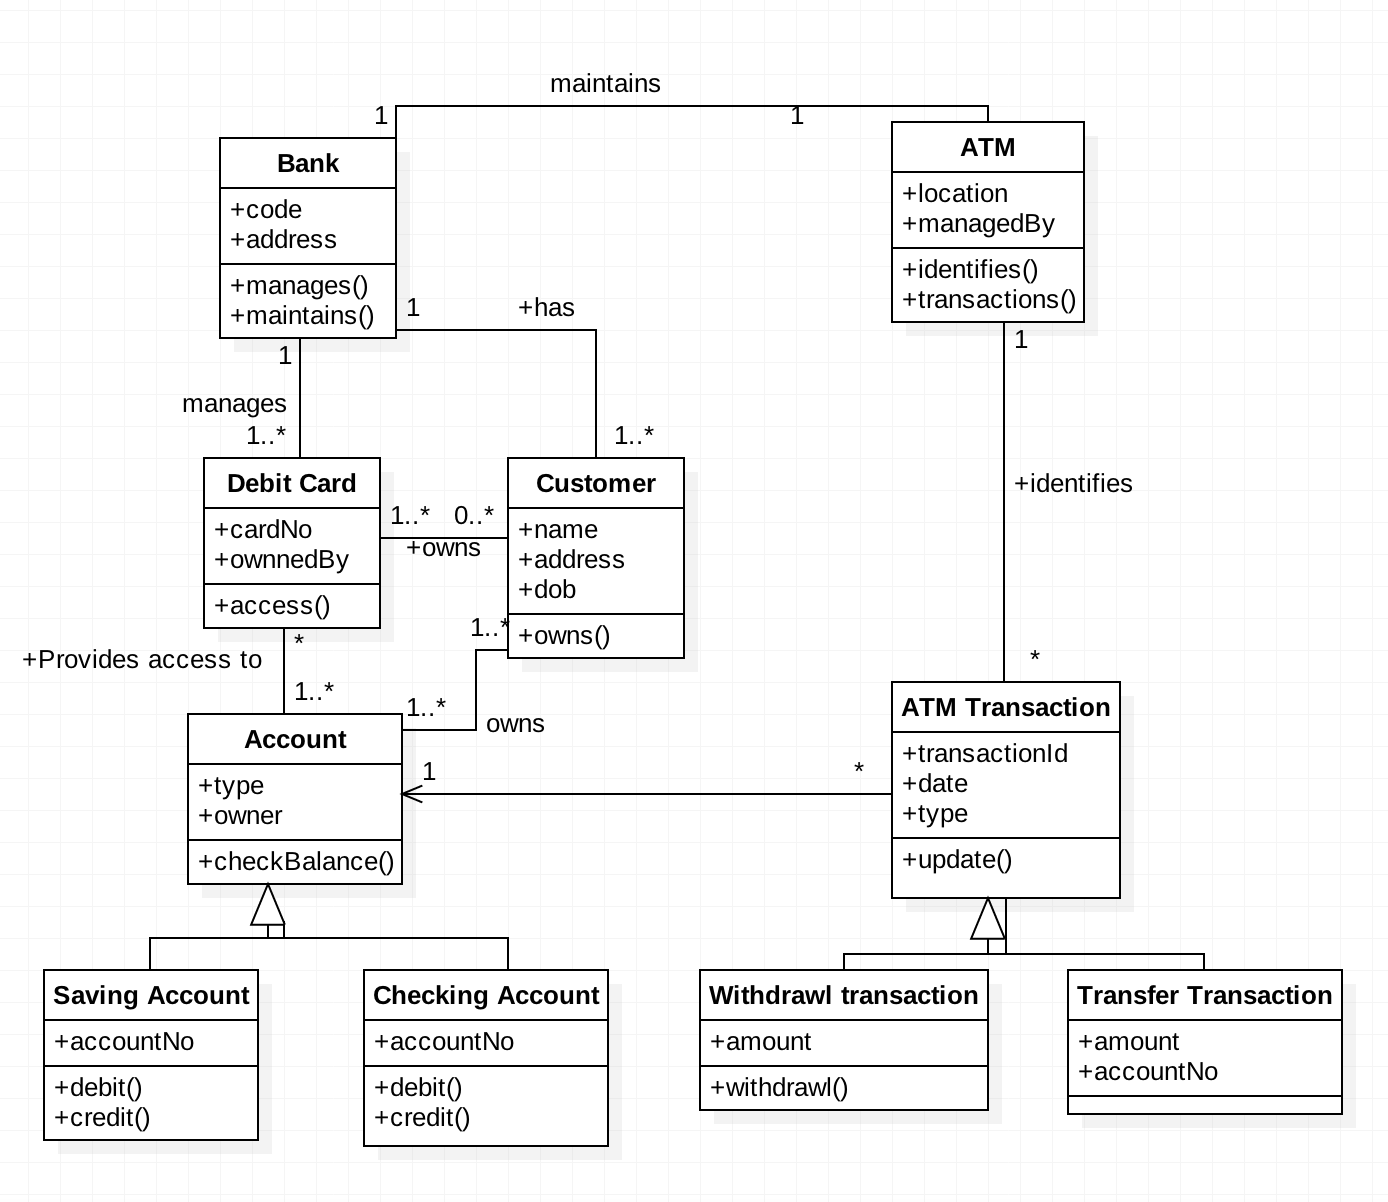 maintains
1
1
Bank
+code
+address
+manages()
+maintains()
ATM
+location
+managedBy
+identifies()
+transactions()
1
+has
1
1
manages
1..*
1..*
+identifies
Debit Card
+cardNo
+ownnedBy
+access()
1..*
0..*
+owns
Customer
+name
+address
+dob
+owns()
*
+Provides access to
1..*
1..*
1..*
owns
*
Account
+type
+owner
+checkBalance()
1
*
ATM Transaction
+transactionId
+date
+type
+update()
Saving Account
+accountNo
+debit()
+credit()
Checking Account
+accountNo
+debit()
+credit()
Withdrawl transaction
+amount
+withdrawl()
Transfer Transaction
+amount
+accountNo